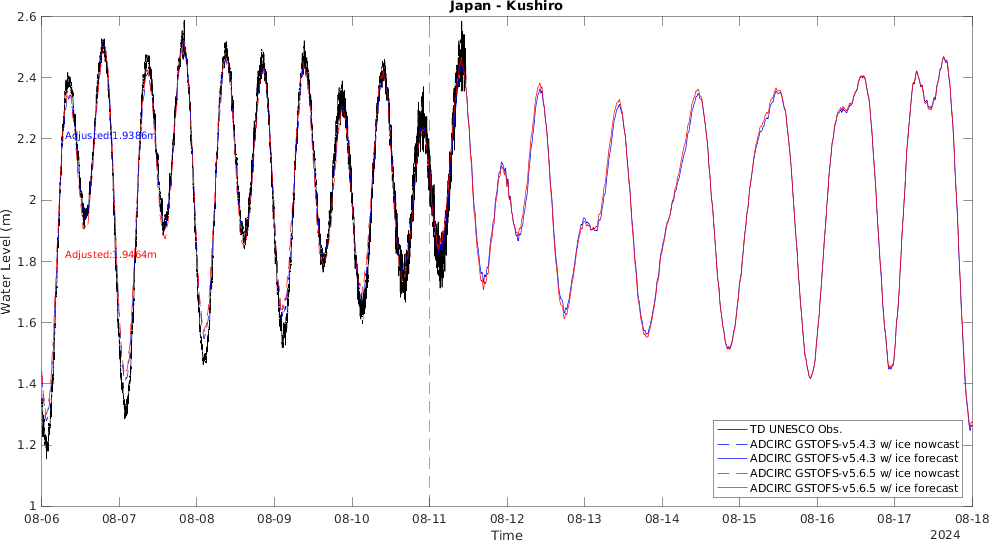 Japan - Kushiro
2.6
2.4
2.2
2
1.8
1.6
1.4
1.2
1
Water Level (m)
Adjusted:1.9386m
Adjusted:1.9464m
TD UNESCO Obs.
ADCIRC GSTOFS-v5.4.3 w/ ice nowcast
ADCIRC GSTOFS-v5.4.3 w/ ice forecast
ADCIRC GSTOFS-v5.6.5 w/ ice nowcast
ADCIRC GSTOFS-v5.6.5 w/ ice forecast
08-06 08-07 08-08 08-09 08-10 08-11 08-12 08-13 08-14 08-15 08-16 08-17 08-18
Time
2024